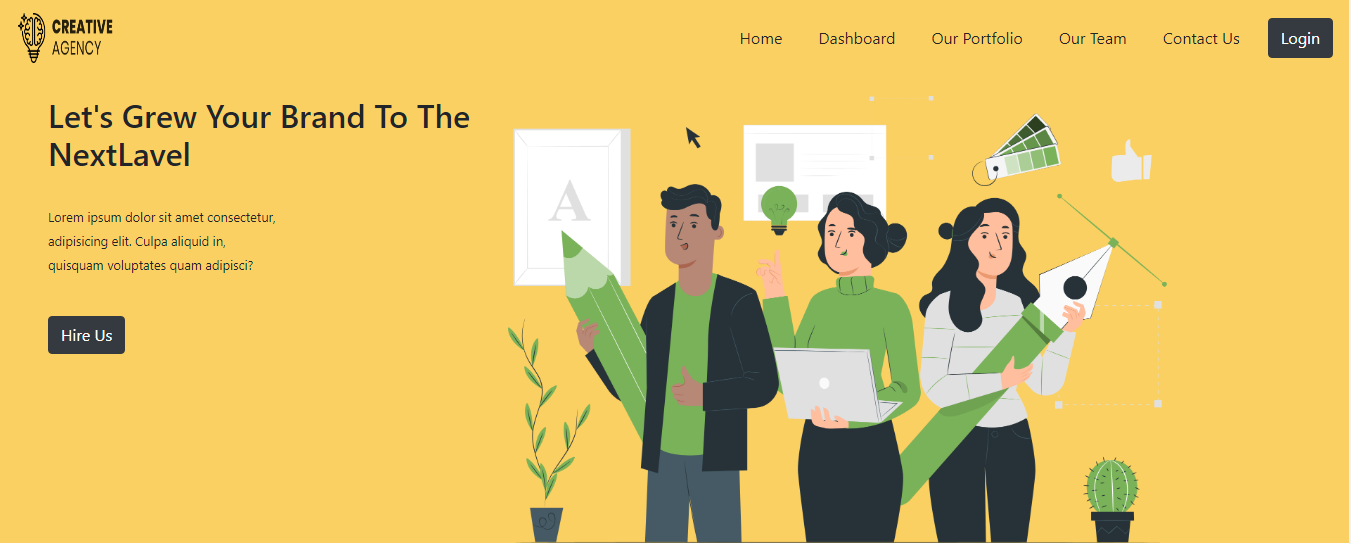 CREATIVE
AGENCY
Home Dashboard Our Portfolio Our Team Contact Us Login
Let's Grew Your Brand To The
NextLavel
Lorem ipsum dolor sit amet consectetur,
adipisicing elit. Culpa aliquid in,
quisquam voluptates quam adipisci?
Hire Us
A